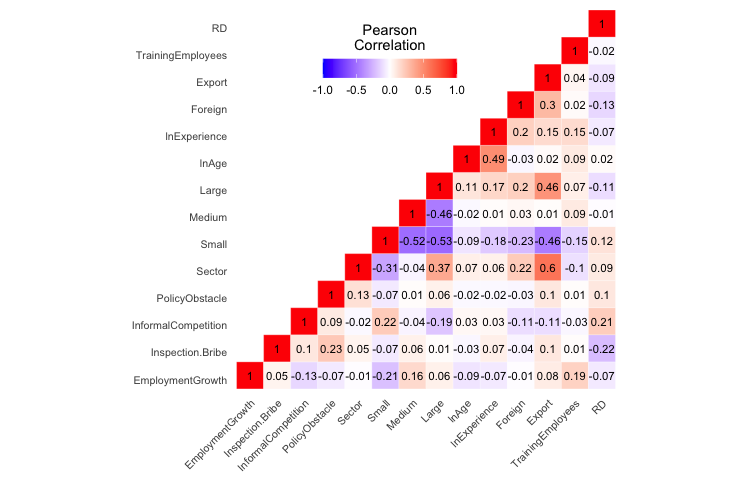 Pearson
Correlation
-1.0 -0.5 0.0 0.5 1.0
RD 1
TrainingEmployees 1 -0.02
Export 1 0.04 -0.09
Foreign 1 0.3 0.02 -0.13
lnExperience 1 0.2 0.15 0.15 -0.07
lnAge 1 0.49 -0.03 0.02 0.09 0.02
Large 1 0.11 0.17 0.2 0.46 0.07 -0.11
Medium 1 -0.46 -0.02 0.01 0.03 0.01 0.09 -0.01
Small 1 -0.52 -0.53 -0.09 -0.18 -0.23 -0.46 -0.15 0.12
Sector 1 -0.31 -0.04 0.37 0.07 0.06 0.22 0.6 -0.1 0.09
PolicyObstacle 1 0.13 -0.07 0.01 0.06 -0.02 -0.02 -0.03 0.1 0.01 0.1
InformalCompetition 1 0.09 -0.02 0.22 -0.04 -0.19 0.03 0.03 -0.11 -0.11 -0.03 0.21
Inspection.Bribe 1 0.1 0.23 0.05 -0.07 0.06 0.01 -0.03 0.07 -0.04 0.1 0.01 -0.22
EmploymentGrowth 1 0.05 -0.13 -0.07 -0.01 -0.21 0.16 0.06 -0.09 -0.07 -0.01 0.08 0.19 -0.07
EmploymentGrowth
Inspection.Bribe
InformalCompetition
PolicyObstacle
Sector
Small
Medium
Large
lnAge
lnExperience
Foreign
Export
TrainingEmployees
RD